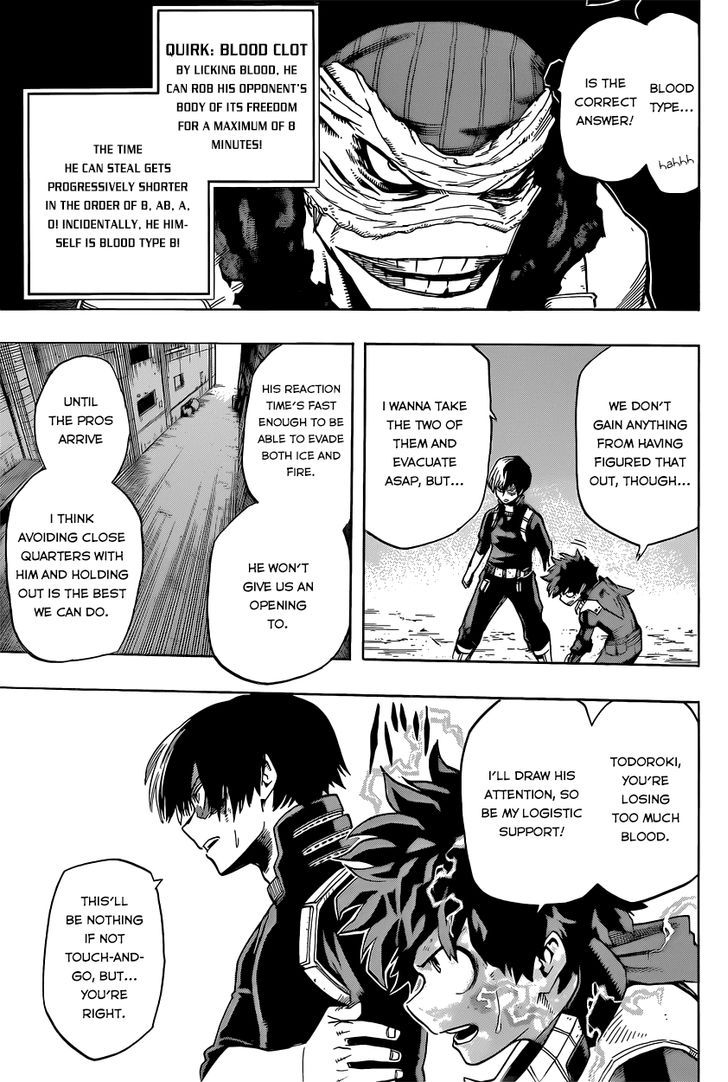 BLOOD
TYPE...
hahhh
IS THE
CORRECT
ANSWER!
QUIRK: BLOOD CLOT
BY LICKING BLOOD, HE
CAN ROB HIS OPPONENT'S
BODY OF ITS FREEDOM
FOR A MAXIMUM OF 8
MINUTES!
THE TIME
HE CAN STEAL GETS
PROGRESSIVELY SHORTER
IN THE ORDER OF B, AB, A,
O! INCIDENTALLY, HE HIM-
SELF IS BLOOD TYPE B!
WE DON'T
GAIN ANYTHING
FROM HAVING
FIGURED THAT
OUT, THOUGH...
I WANNA TAKE
THE TWO OF
THEM AND
EVACUATE
ASAP, BUT...
HIS REACTION
TIME'S FAST
ENOUGH TO BE
ABLE TO EVADE
BOTH ICE AND
FIRE.
HE WON'T
GIVE US AN
OPENING
TO.
UNTIL
THE PROS
ARRIVE
I THINK
AVOIDING CLOSE
QUARTERS WITH
HIM AND HOLDING
OUT IS THE BEST
WE CAN DO.
TODOROKI,
YOU'RE
LOSING
TOO MUCH
BLOOD.
I'LL DRAW HIS
ATTENTION, SO
BE MY LOGISTIC
SUPPORT!
THIS'LL
BE NOTHING
IF NOT
TOUCH-AND-
GO, BUT...
YOU'RE
RIGHT.